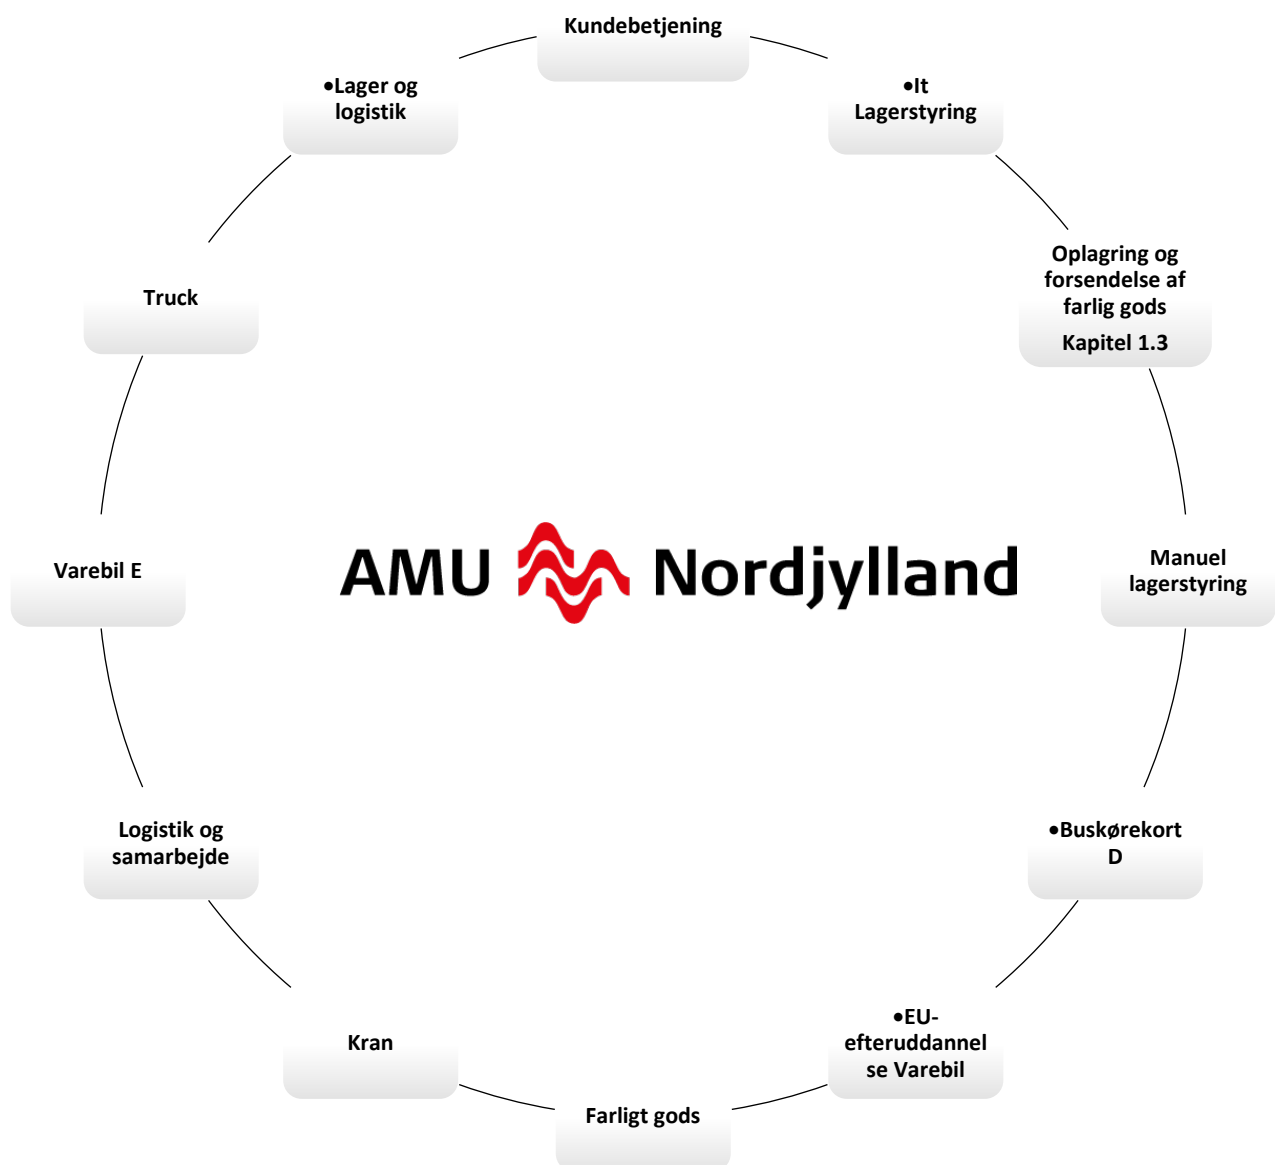 Kundebetjening
•It
Lagerstyring
Oplagring og
forsendelse af
farlig gods
Kapitel 1.3
Manuel
lagerstyring
•Buskørekort
D
•EU-
efteruddannel
se Varebil
Farligt gods
Kran
Logistik og
samarbejde
Varebil E
Truck
•Lager og
logistik
AMU Nordjylland